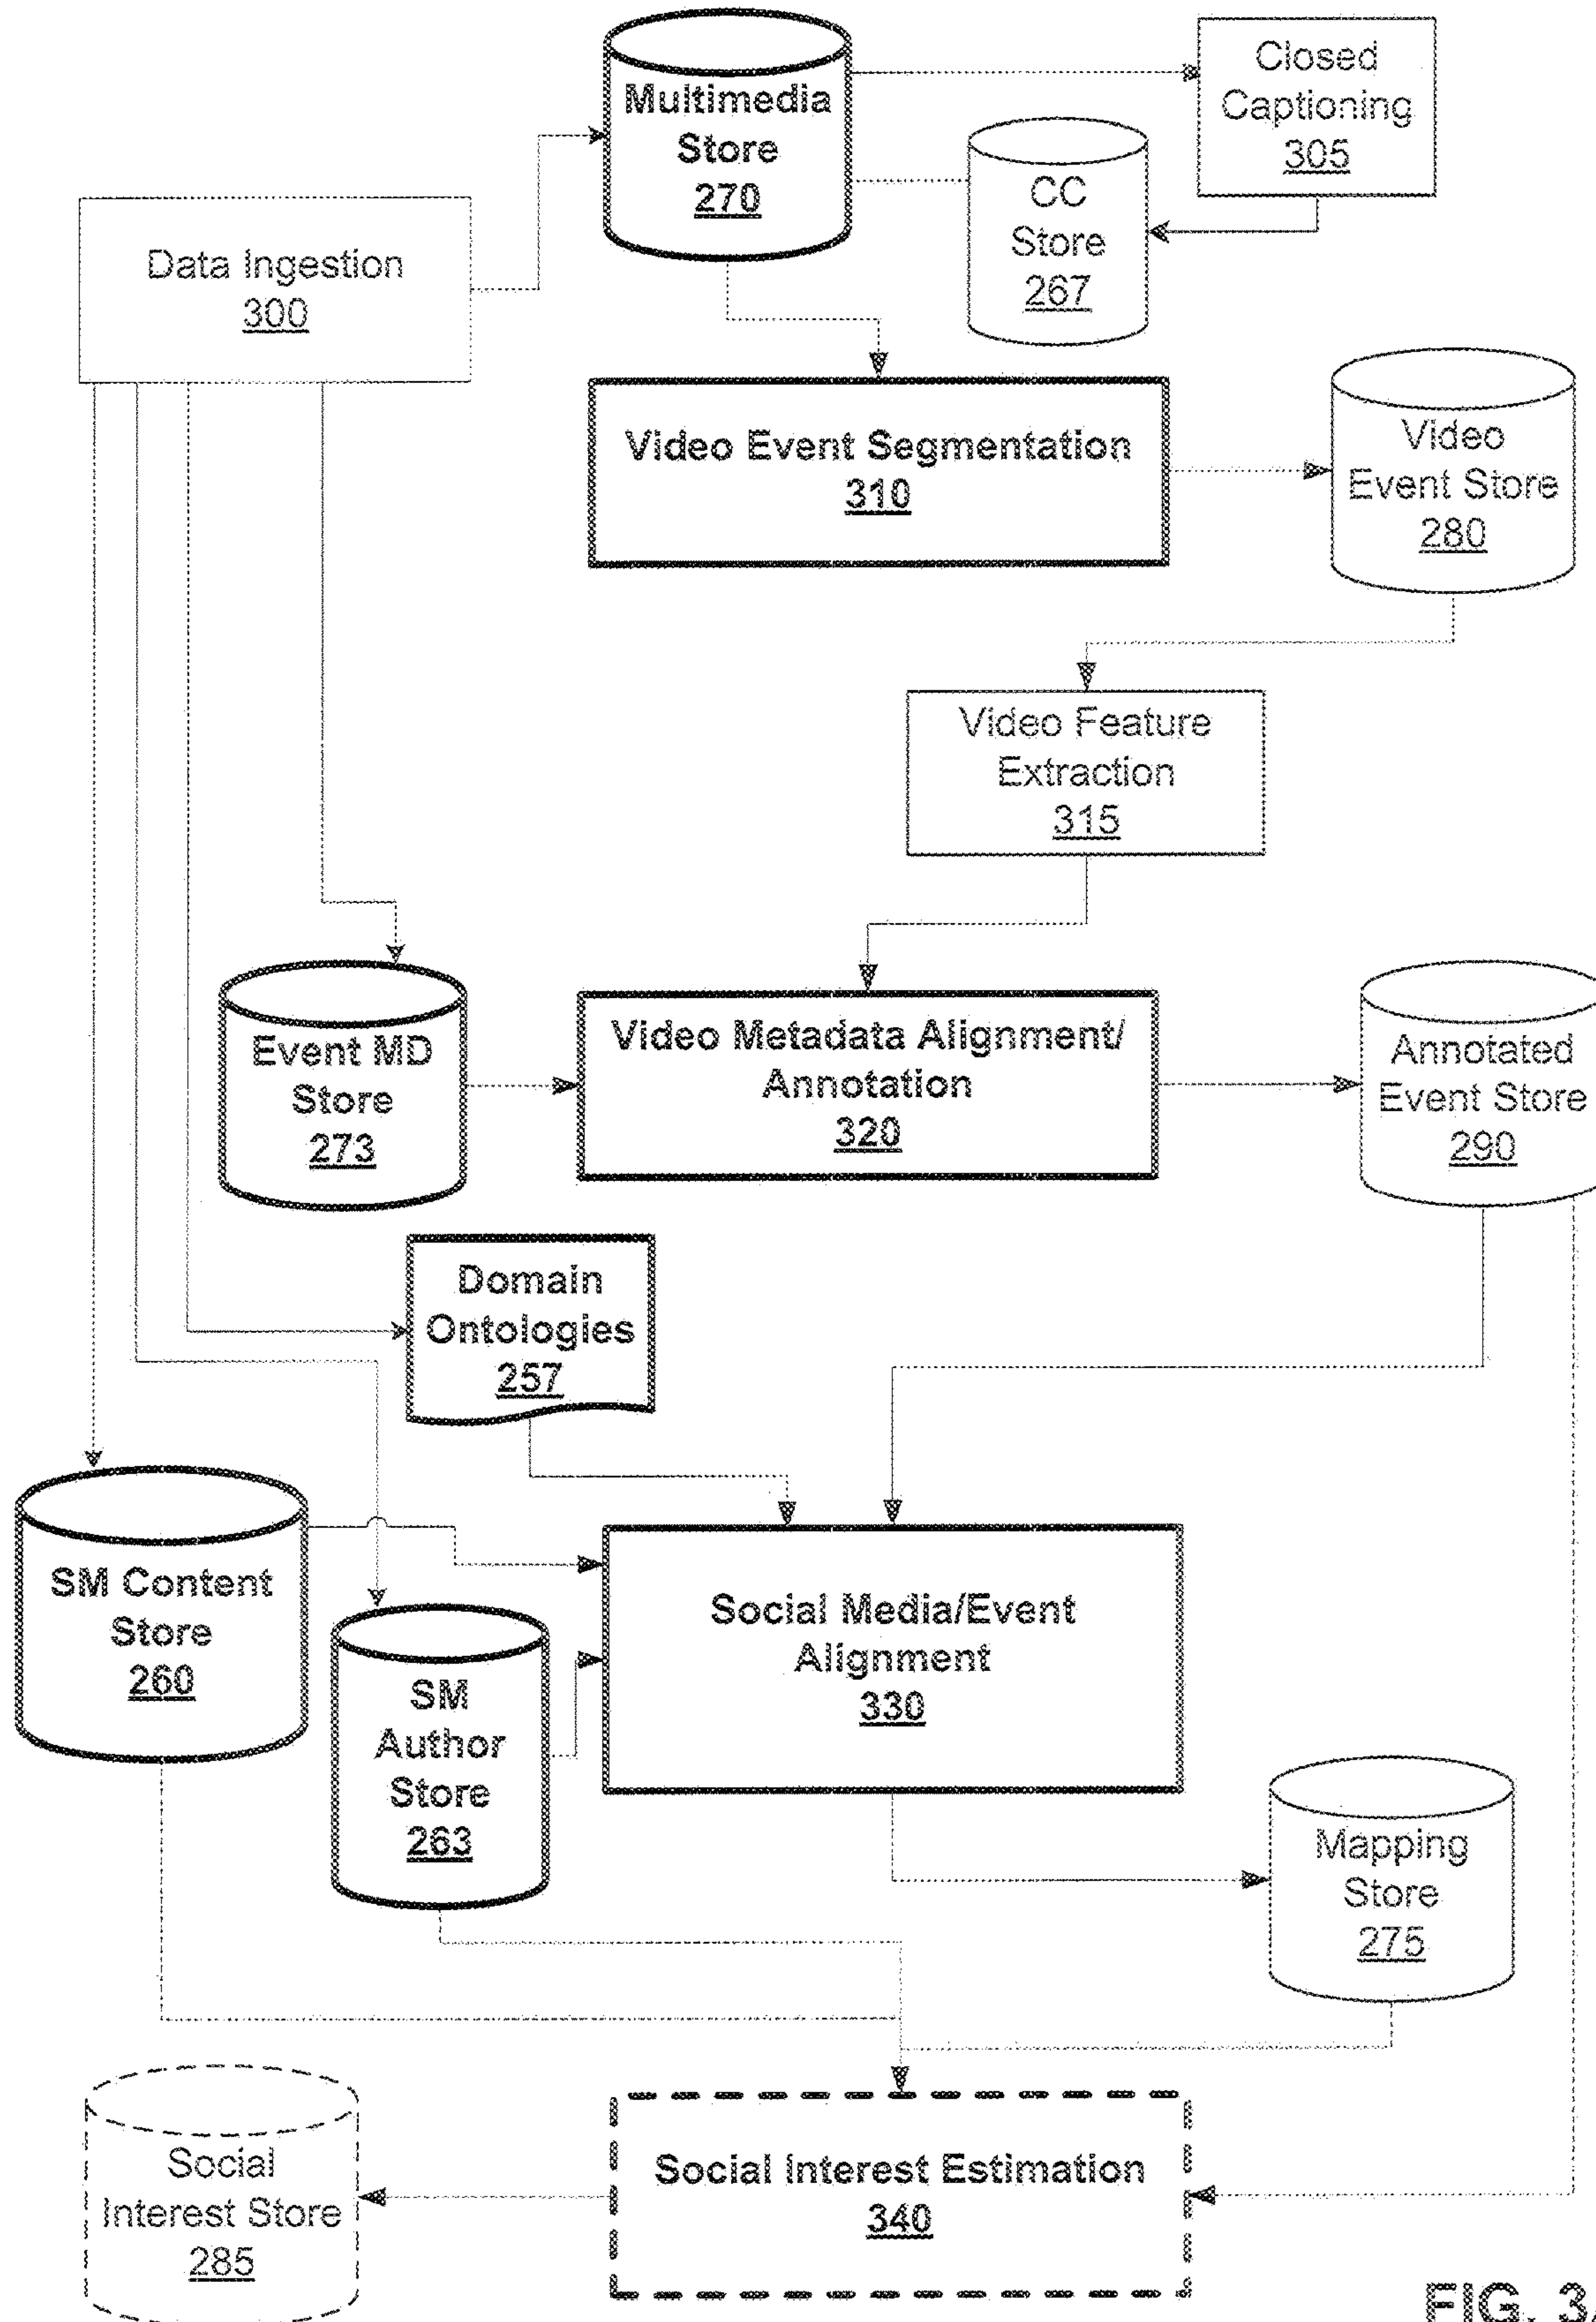 Multimedia
Store
270
Closed
Captioning
305
CC
Store
267
Data Ingestion
300
Video Event Segmentation
310
Video
Event Store
280
Video Feature
Extraction
315
Event MD
Store
273
Video Metadata Alignment/
Annotation
320
Annotated
Event Store
290
Domain
Ontologies
257
SM Content
Store
260
SM
Author
Store
263
Social Media/Event
Alignment
330
Mapping
Store
275
Social
Interest Store
285
Social Interest Estimation
340
FIG. 3